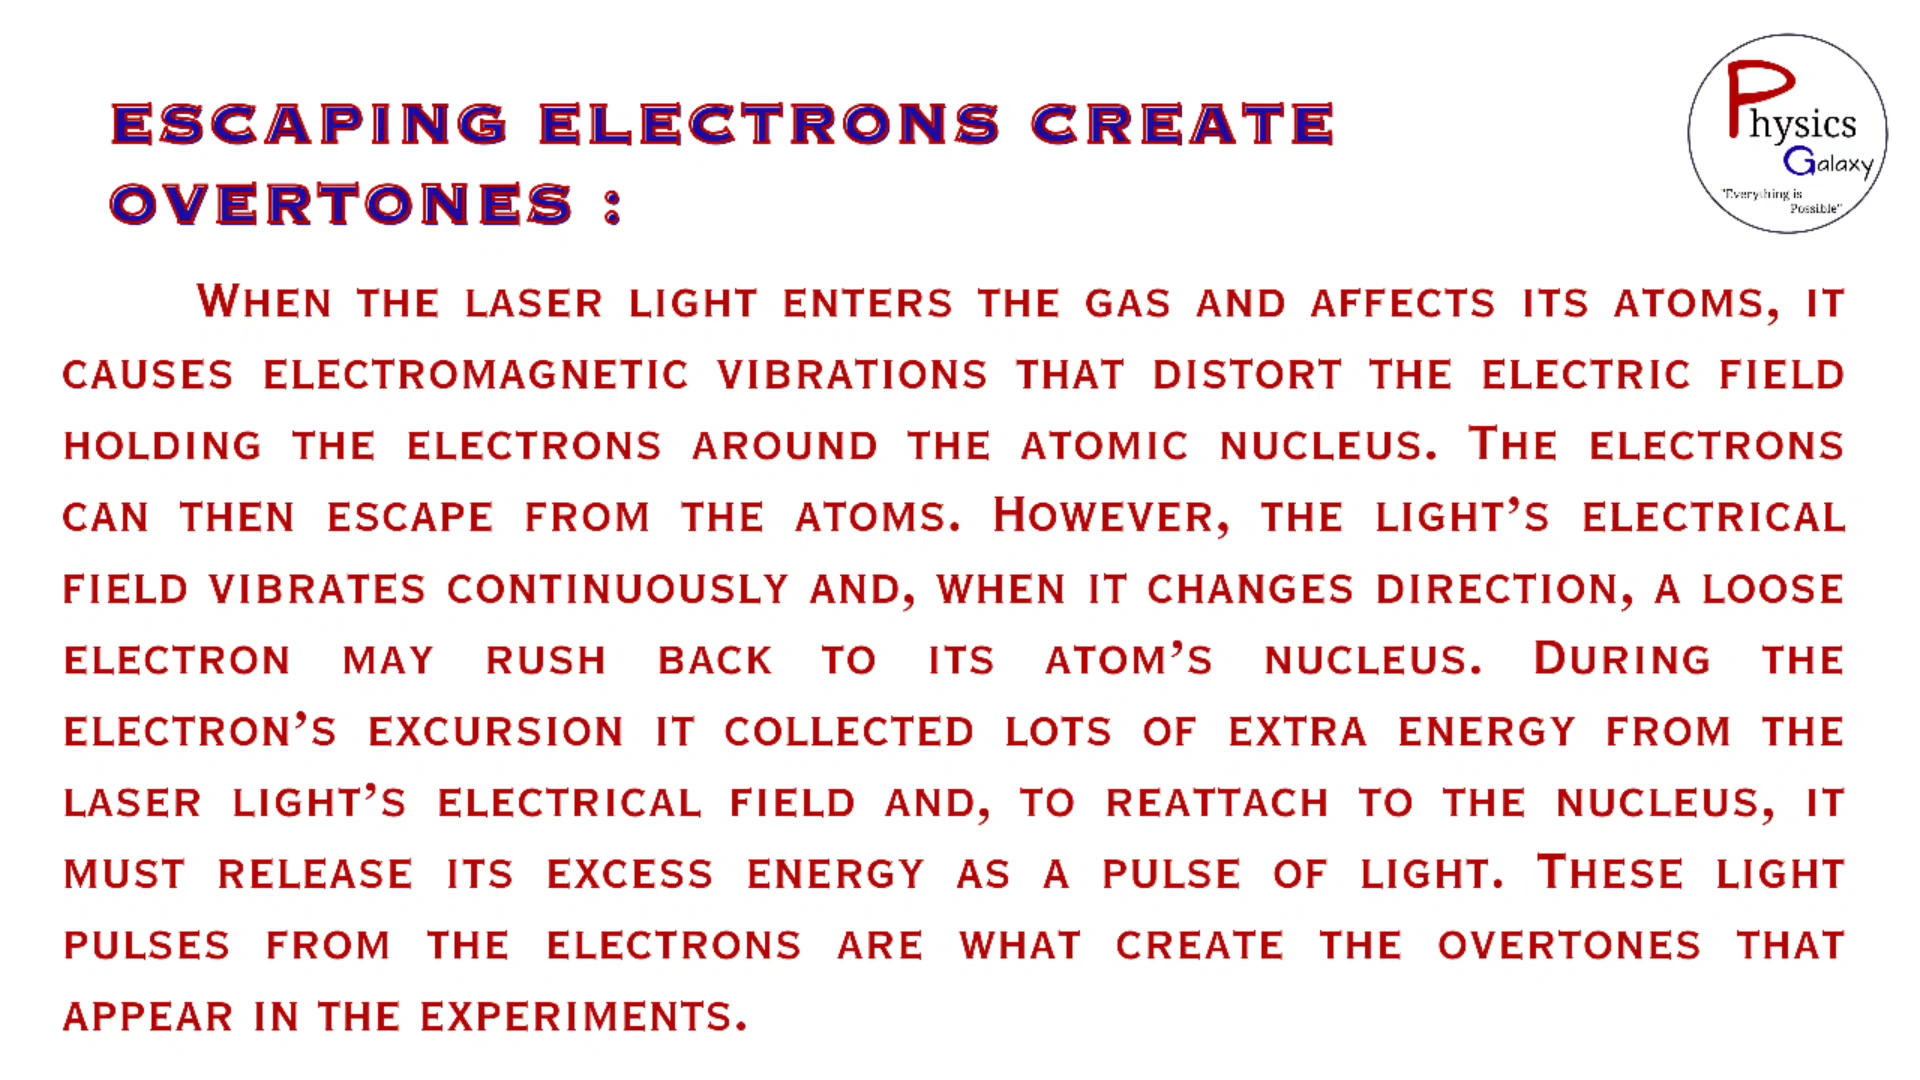 ESCAPING ELECTRONS CREATE
OVERTONES :
Physics
Galaxy
"Everything is
Possible"
When the laser light enters the gas and affects its atoms, it
causes electromagnetic vibrations that distort the electric field
holding the electrons around the atomic nucleus. The electrons
can then escape from the atoms. However, the light's electrical
field vibrates continuously and, when it changes direction, a loose
electron may rush back to its atom's nucleus. During the
electron's excursion it collected lots of extra energy from the
laser light's electrical field and, to reattach to the nucleus, it
must release its excess energy as a pulse of light. These light
pulses from the electrons are what create the overtones that
appear in the experiments.